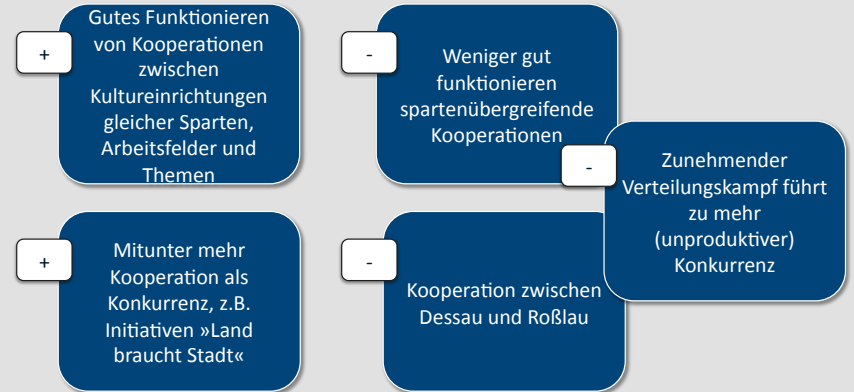 +
Gutes Funktionieren
von Kooperationen
zwischen
Kultureinrichtungen
gleicher Sparten,
Arbeitsfelder und
Themen
-
Weniger gut
funktionieren
spartenübergreifende
Kooperationen
-
Zunehmender
Verteilungskampf führt
zu mehr
(unproduktiver)
Konkurrenz
+
Mitunter mehr
Kooperation als
Konkurrenz, z.B.
Initiativen »Land
braucht Stadt«
-
Kooperation zwischen
Dessau und Roßlau